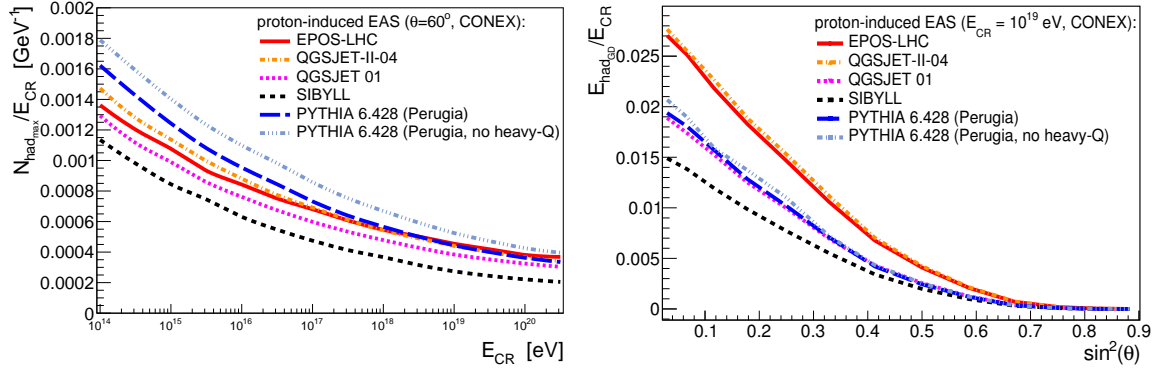 proton-induced EAS (θ=60°, CONEX):
EPOS-LHC
QGSJET-II-04
QGSJET 01
SIBYLL
PYTHIA 6.428 (Perugia)
PYTHIA 6.428 (Perugia, no heavy-Q)
N_had_max/E_CR [GeV⁻¹]
0.002
0.0018
0.0016
0.0014
0.0012
0.001
0.0008
0.0006
0.0004
0.0002
0
10¹⁴ 10¹⁵ 10¹⁶ 10¹⁷ 10¹⁸ 10¹⁹ 10²⁰
E_CR [eV]
proton-induced EAS (E_CR = 10¹⁹ eV, CONEX):
EPOS-LHC
QGSJET-II-04
QGSJET 01
SIBYLL
PYTHIA 6.428 (Perugia)
PYTHIA 6.428 (Perugia, no heavy-Q)
E_had_GD/E_CR
0.025
0.02
0.015
0.01
0.005
0
0.1 0.2 0.3 0.4 0.5 0.6 0.7 0.8 0.9
sin²(θ)